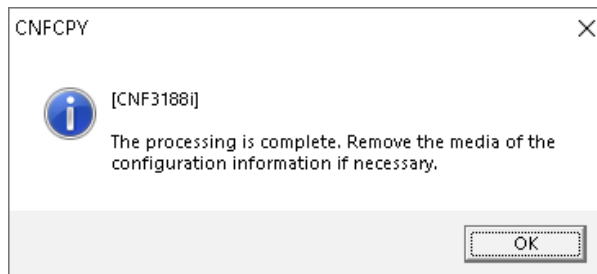 CNFCPY
[CNF3188i]
The processing is complete. Remove the media of the
configuration information if necessary.
OK